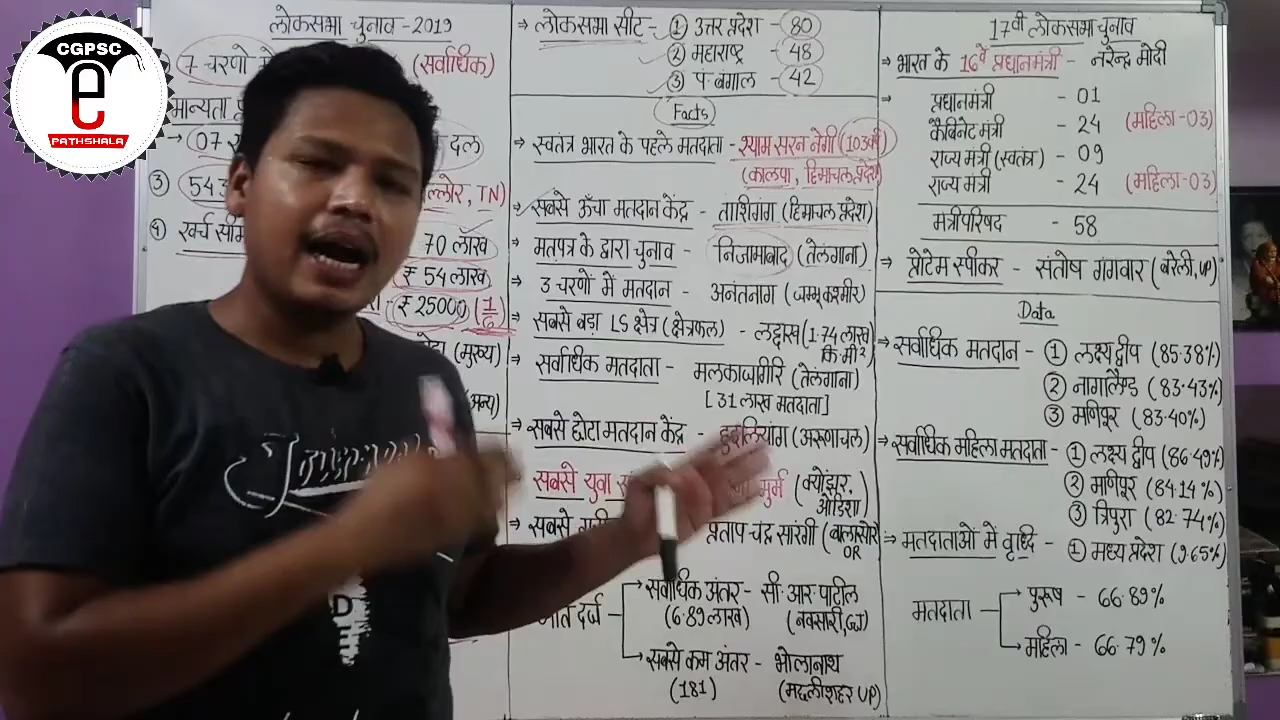 CGPSC
e
PATHSHALA
लोकसभा चुनाव -2019
7 चरणों में (सर्वाधिक)
मान्यता
→ 07 दल
③ 543 TN)
④ खर्च सीमि
70 लाख
₹ 54 लाख
₹ 25000 (1/6)
(मुख्य)
(अन्य)
→ लोकसभा सीट - ① उत्तर प्रदेश - 80
② महाराष्ट्र - 48
③ प. बंगाल - 42
Facts
→ स्वतंत्र भारत के पहले मतदाता - श्याम सरन नेगी (103वर्ष)
(कालपा, हिमाचल प्रदेश)
→ सबसे ऊँचा मतदान केंद्र - ताशिगंग (हिमाचल प्रदेश)
→ मतपत्र के द्वारा चुनाव - निजामाबाद (तेलंगाना)
→ 3 चरणों में मतदान - अनंतनाग (जम्मू कश्मीर)
→ सबसे बड़ा LS क्षेत्र (क्षेत्रफल) - लद्दाख (1.74 लाख
कि मी²)
→ सर्वाधिक मतदाता - मलकाजगिरि (तेलंगाना)
[31 लाख मतदाता]
→ सबसे छोटा मतदान केंद्र - (अरुणाचल)
सबसे युवा मुर्मू (क्योंझर,
ओडिशा)
→ सबसे प्रताप चंद्र सारंगी (बालासोर
OR
जीत दर्ज → सर्वाधिक अंतर - सी. आर. पाटील
(6.89 लाख) (नवसारी, GJ)
→ सबसे कम अंतर - भोलानाथ
(181) (मछलीशहर UP)
17वी लोकसभा चुनाव
→ भारत के 16वे प्रधानमंत्री - नरेन्द्र मोदी
→ प्रधानमंत्री - 01
कैबिनेट मंत्री - 24 (महिला-03)
राज्य मंत्री (स्वतंत्र) - 09
राज्य मंत्री - 24 (महिला-03)
मंत्रीपरिषद - 58
→ प्रोटेम स्पीकर - संतोष गंगवार (बरेली, UP)
Data
→ सर्वाधिक मतदान - ① लक्ष्यद्वीप (85.38%)
② नागालैण्ड (83.43%)
③ मणिपूर (83.40%)
→ सर्वाधिक महिला मतदाता - ① लक्ष्य द्वीप (86.49%)
② मणिपूर (84.14%)
③ त्रिपुरा (82.74%)
→ मतदाताओं में वृध्दि - ① मध्य प्रदेश (9.65%)
मतदाता → पुरुष - 66.89%
→ महिला - 66.79%